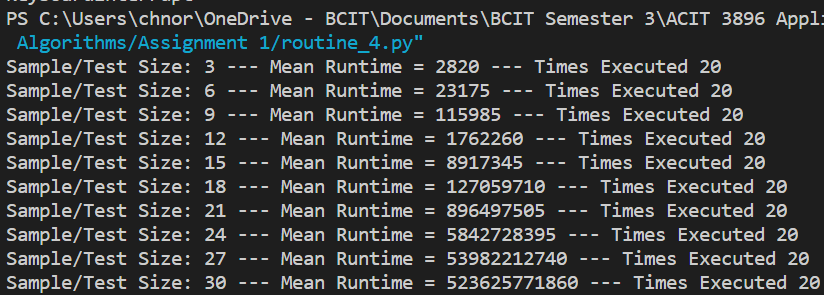 PS C:\Users\chnor\OneDrive - BCIT\Documents\BCIT Semester 3\ACIT 3896 Appli
Algorithms/Assignment 1/routine_4.py"
Sample/Test Size: 3 --- Mean Runtime = 2820 --- Times Executed 20
Sample/Test Size: 6 --- Mean Runtime = 23175 --- Times Executed 20
Sample/Test Size: 9 --- Mean Runtime = 115985 --- Times Executed 20
Sample/Test Size: 12 --- Mean Runtime = 1762260 --- Times Executed 20
Sample/Test Size: 15 --- Mean Runtime = 8917345 --- Times Executed 20
Sample/Test Size: 18 --- Mean Runtime = 127059710 --- Times Executed 20
Sample/Test Size: 21 --- Mean Runtime = 896497505 --- Times Executed 20
Sample/Test Size: 24 --- Mean Runtime = 5842728395 --- Times Executed 20
Sample/Test Size: 27 --- Mean Runtime = 53982212740 --- Times Executed 20
Sample/Test Size: 30 --- Mean Runtime = 523625771860 --- Times Executed 20